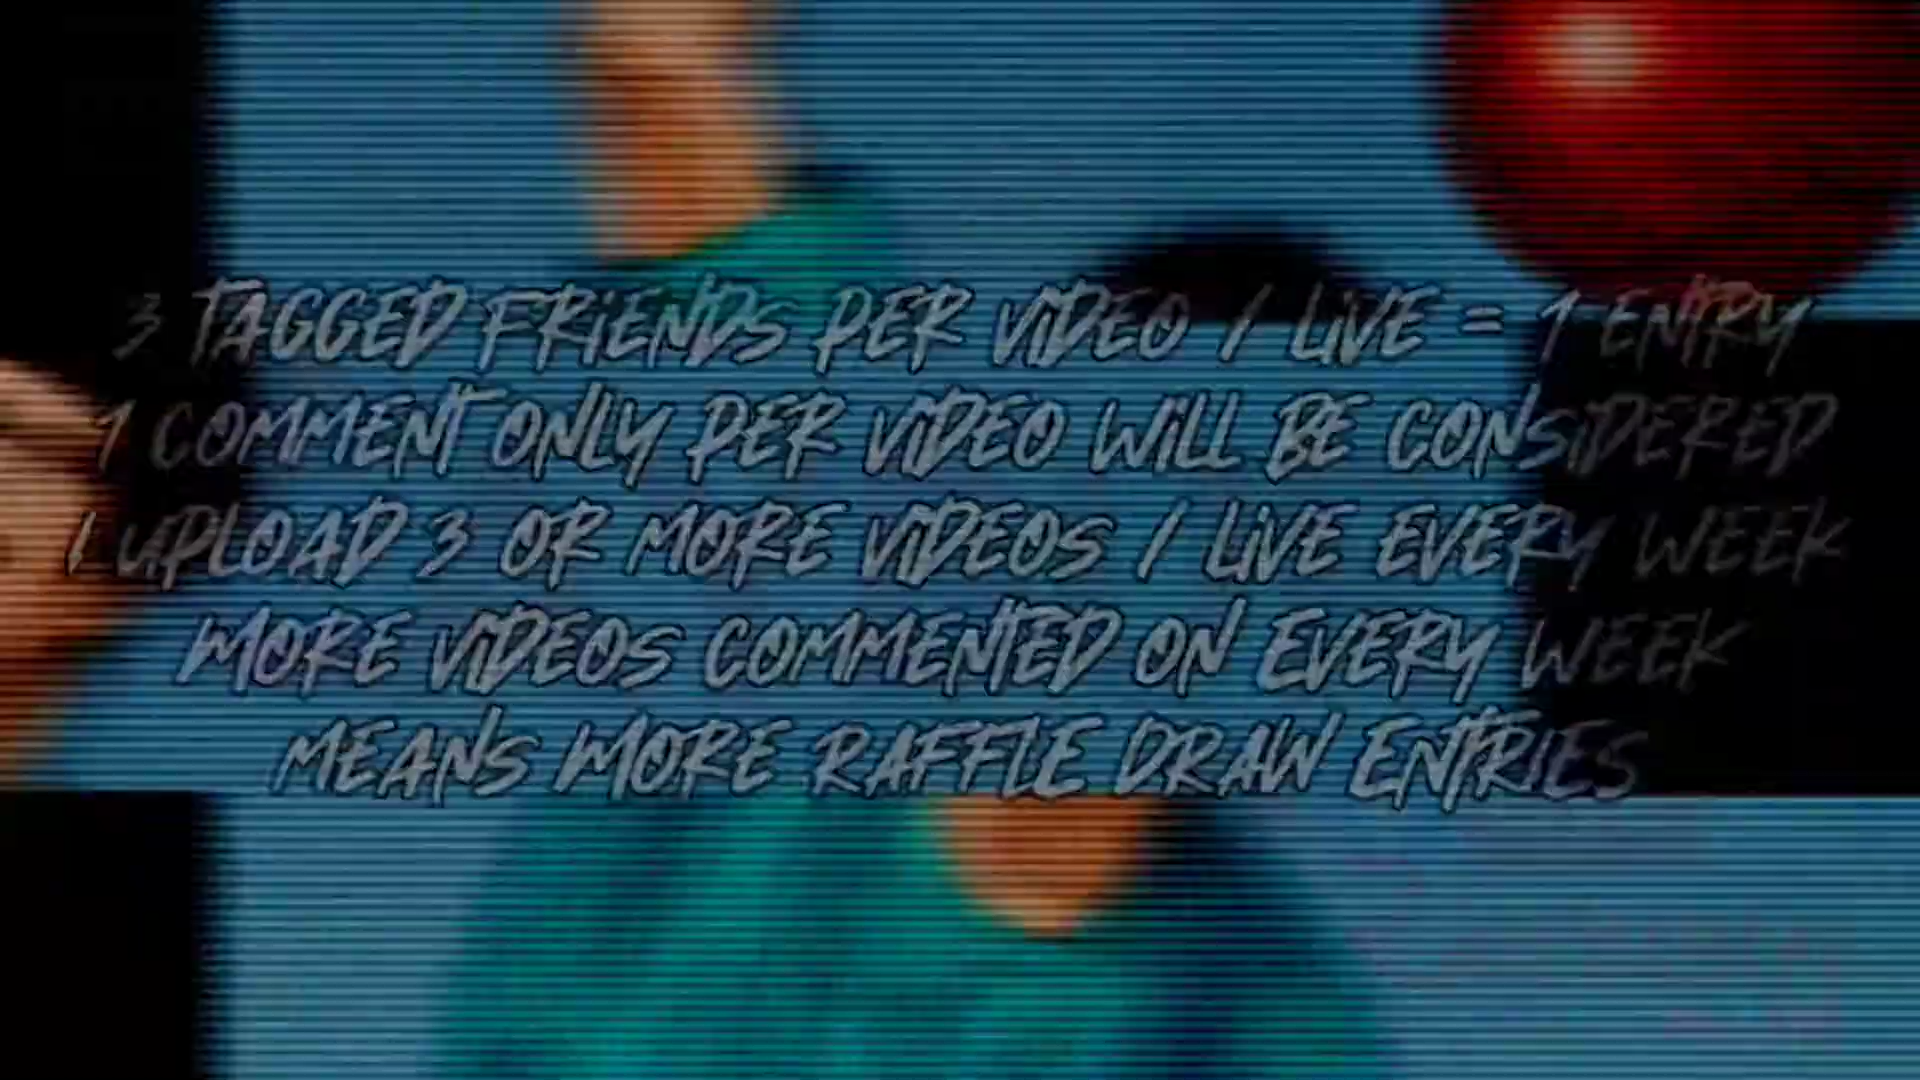 3 TAGGED FRIENDS PER VIDEO / LIVE = 1 ENTRY
1 COMMENT ONLY PER VIDEO WILL BE CONSIDERED
I UPLOAD 3 OR MORE VIDEOS / LIVE EVERY WEEK
MORE VIDEOS COMMENTED ON EVERY WEEK
MEANS MORE RAFFLE DRAW ENTRIES